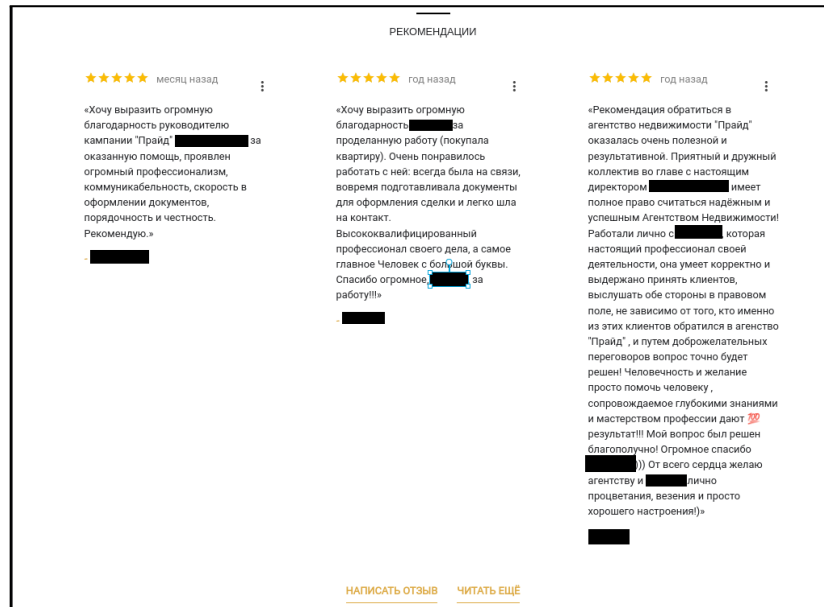 РЕКОМЕНДАЦИИ
месяц назад
«Хочу выразить огромную
благодарность руководителю
кампании "Прайд" за
оказанную помощь, проявлен
огромный профессионализм,
коммуникабельность, скорость в
оформлении документов,
порядочность и честность.
Рекомендую.»
-
год назад
«Хочу выразить огромную
благодарность за
проделанную работу (покупала
квартиру). Очень понравилось
работать с ней: всегда была на связи,
вовремя подготавливала документы
для оформления сделки и легко шла
на контакт.
Высококвалифицированный
профессионал своего дела, а самое
главное Человек с большой буквы.
Спасибо огромное, за
работу!!!»
-
год назад
«Рекомендация обратиться в
агентство недвижимости "Прайд"
оказалась очень полезной и
результативной. Приятный и дружный
коллектив во главе с настоящим
директором имеет
полное право считаться надёжным и
успешным Агентством Недвижимости!
Работали лично с , которая
настоящий профессионал своей
деятельности, она умеет корректно и
выдержано принять клиентов,
выслушать обе стороны в правовом
поле, не зависимо от того, кто именно
из этих клиентов обратился в агенство
"Прайд" , и путем доброжелательных
переговоров вопрос точно будет
решен! Человечность и желание
просто помочь человеку ,
сопровождаемое глубокими знаниями
и мастерством профессии дают 💯
результат!!! Мой вопрос был решен
благополучно! Огромное спасибо
))) От всего сердца желаю
агентству и лично
процветания, везения и просто
хорошего настроения!)»
НАПИСАТЬ ОТЗЫВ ЧИТАТЬ ЕЩЁ